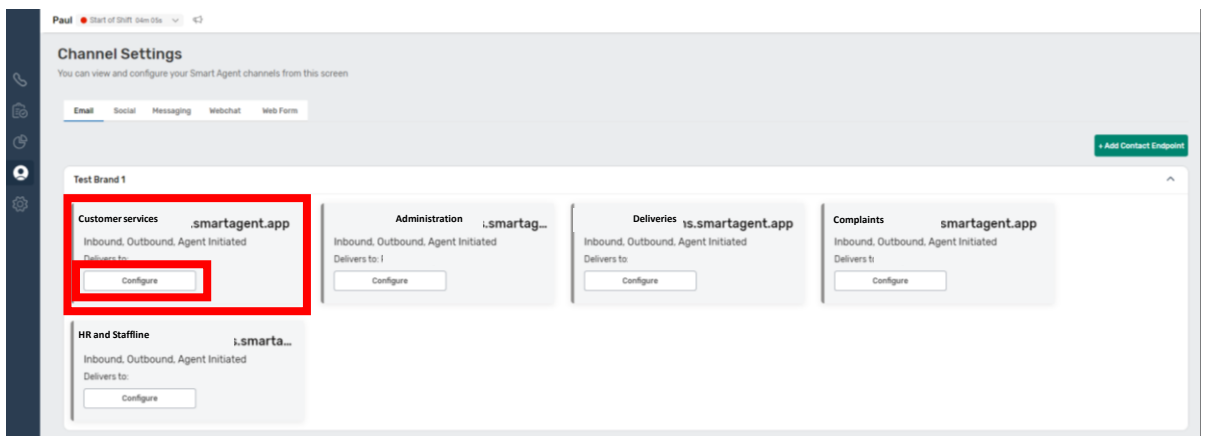 Paul Start of Shift 04m 05s
Channel Settings
You can view and configure your Smart Agent channels from this screen
Email Social Messaging Webchat Web Form
+ Add Contact Endpoint
Test Brand 1
Customer services .smartagent.app
Inbound, Outbound, Agent Initiated
Delivers to:
Configure
Administration s.smartag...
Inbound, Outbound, Agent Initiated
Delivers to:
Configure
Deliveries ns.smartagent.app
Inbound, Outbound, Agent Initiated
Delivers to:
Configure
Complaints smartagent.app
Inbound, Outbound, Agent Initiated
Delivers t
Configure
HR and Staffline s.smarta...
Inbound, Outbound, Agent Initiated
Delivers to:
Configure